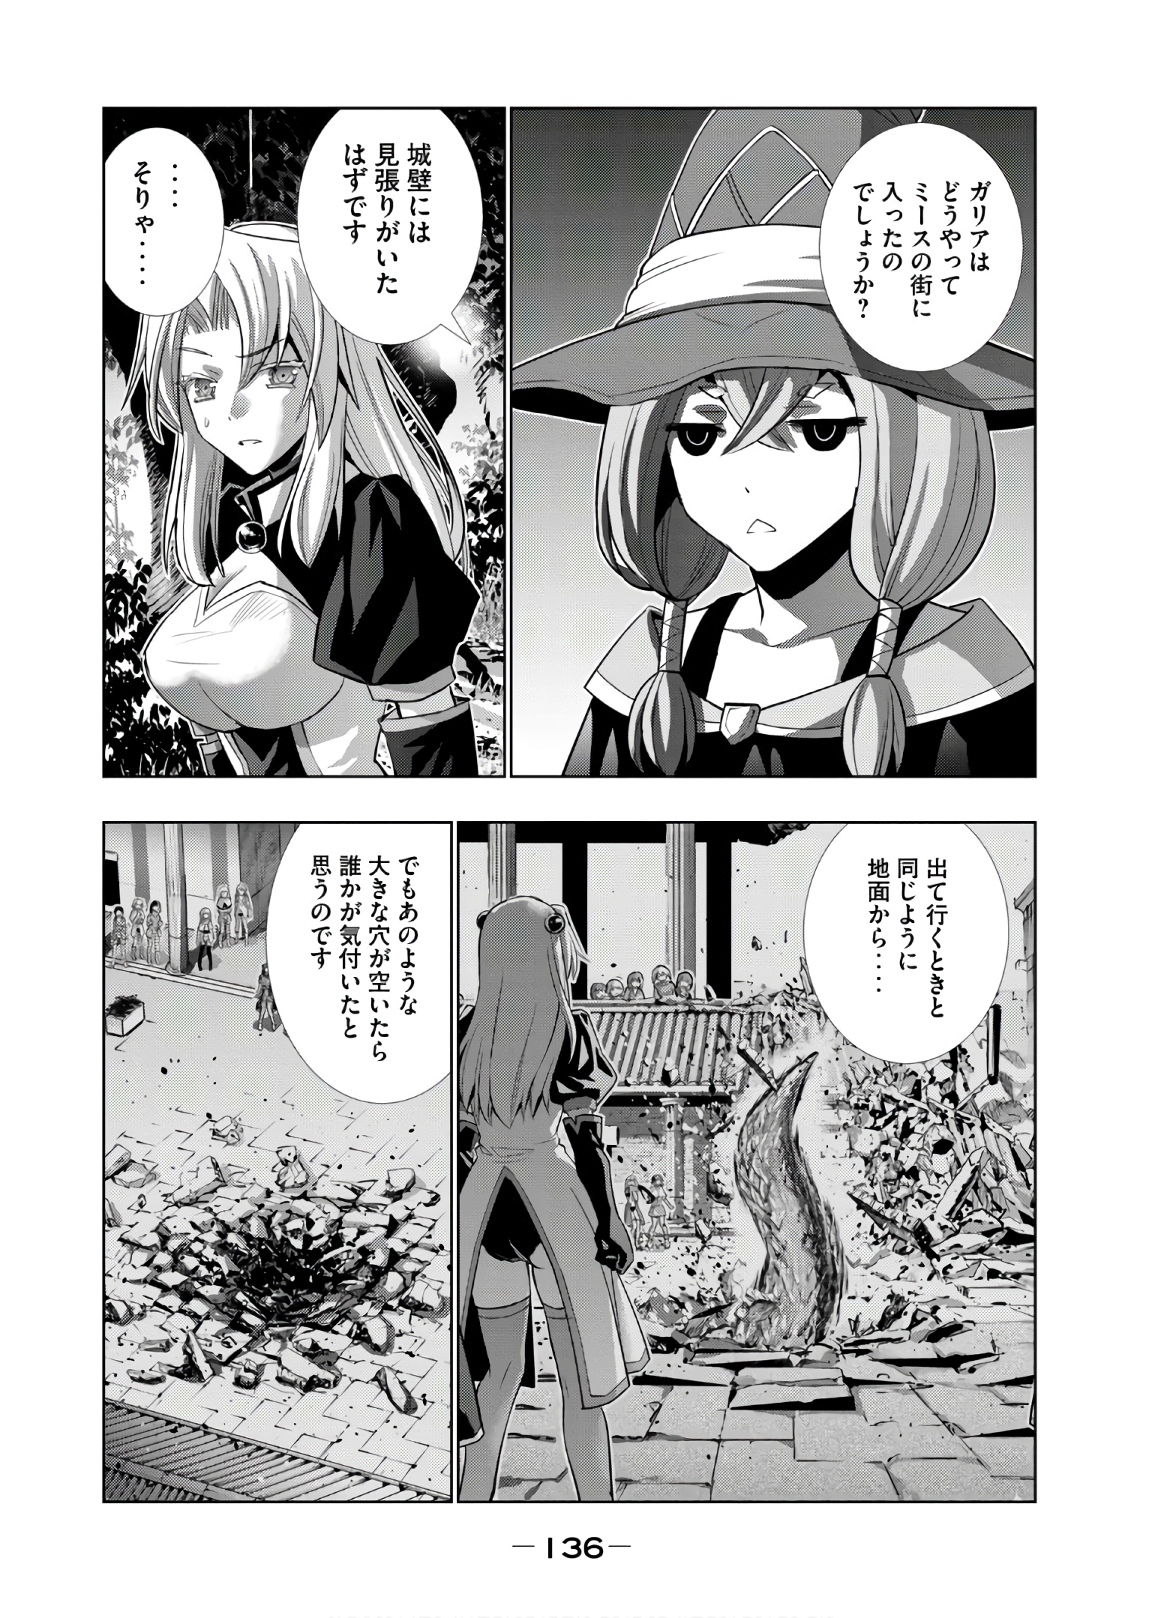 ガリアは
どうやって
ミースの街に
入ったの
でしょうか?
城壁には
見張りがいた
はずです
‥‥
そりゃ‥‥
出て行くときと
同じように
地面から‥‥
でもあのような
大きな穴が空いたら
誰かが気付いたと
思うのです
—136—